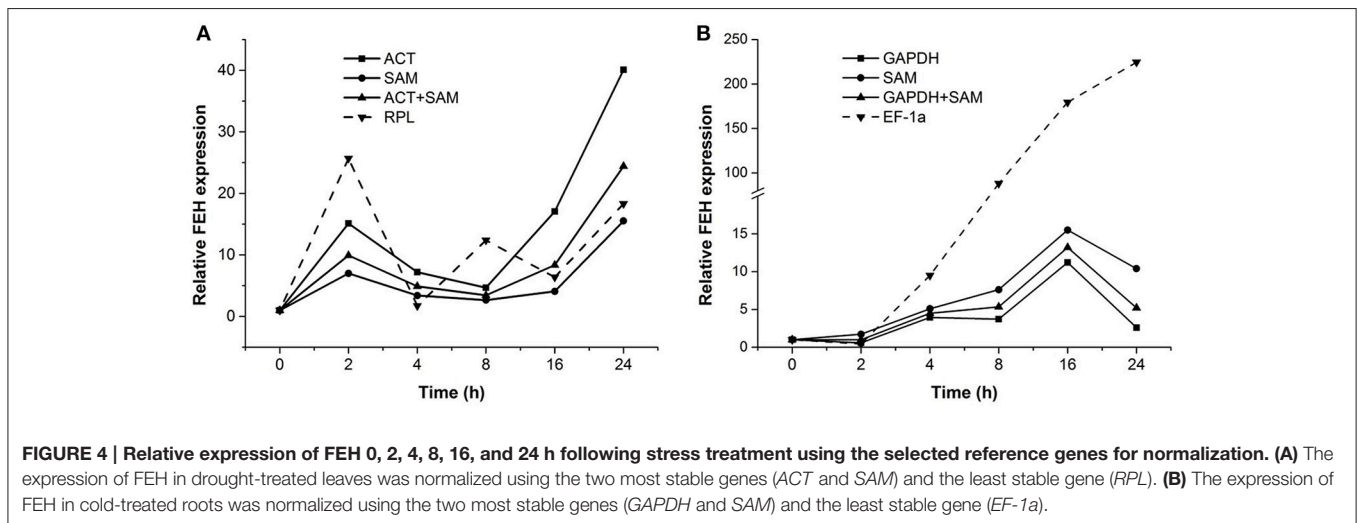 A
ACT
SAM
ACT+SAM
RPL
40
30
20
10
0
Relative FEH expression
0 2 4 8 16 24
Time (h)
B
GAPDH
SAM
GAPDH+SAM
EF-1a
250
200
150
100
15
10
5
0
Relative FEH expression
0 2 4 8 16 24
Time (h)
FIGURE 4 | Relative expression of FEH 0, 2, 4, 8, 16, and 24 h following stress treatment using the selected reference genes for normalization. (A) The
expression of FEH in drought-treated leaves was normalized using the two most stable genes (ACT and SAM) and the least stable gene (RPL). (B) The expression of
FEH in cold-treated roots was normalized using the two most stable genes (GAPDH and SAM) and the least stable gene (EF-1a).